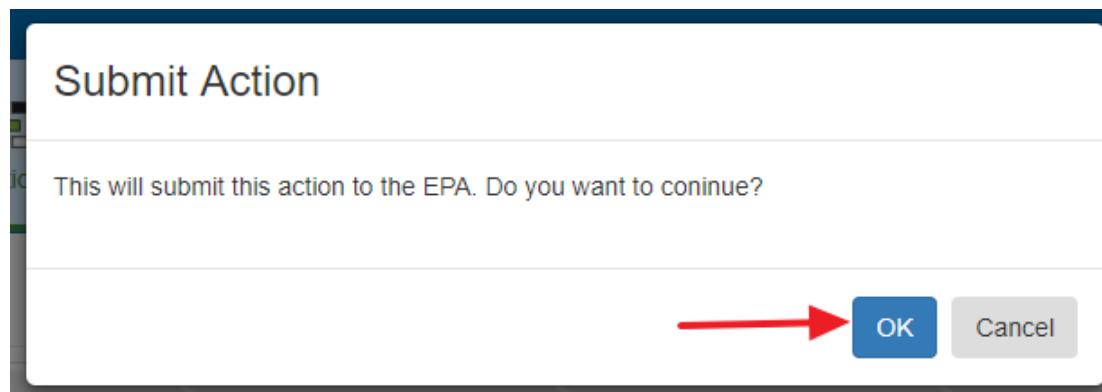 Submit Action
This will submit this action to the EPA. Do you want to coninue?
OK
Cancel